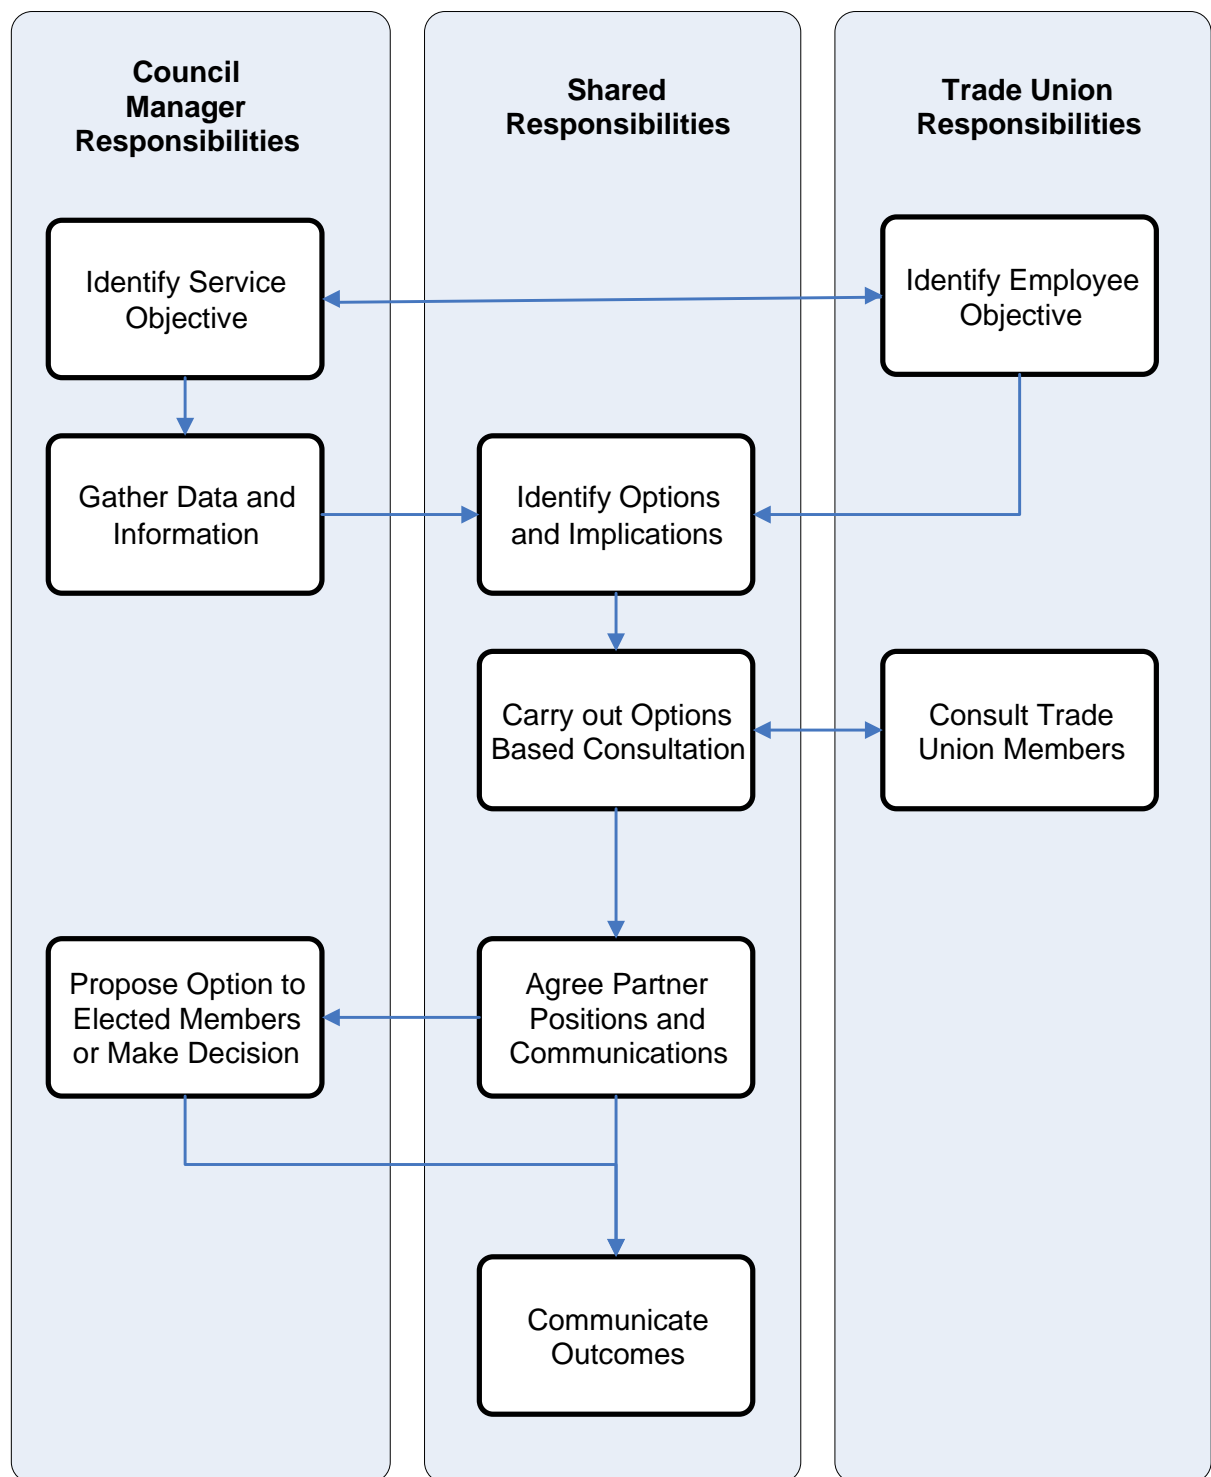 Council
Manager
Responsibilities
Shared
Responsibilities
Trade Union
Responsibilities
Identify Service
Objective
Identify Employee
Objective
Gather Data and
Information
Identify Options
and Implications
Carry out Options
Based Consultation
Consult Trade
Union Members
Propose Option to
Elected Members
or Make Decision
Agree Partner
Positions and
Communications
Communicate
Outcomes